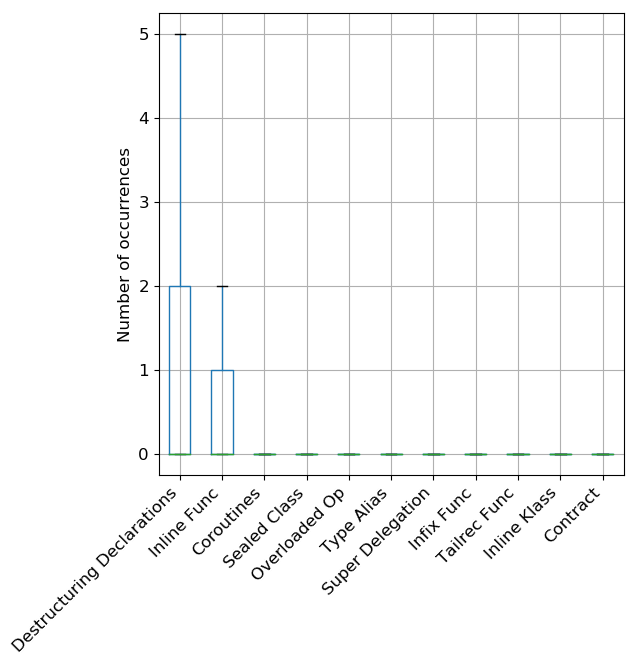 Number of occurrences
5
4
3
2
1
0
Destructuring Declarations
Inline Func
Coroutines
Sealed Class
Overloaded Op
Type Alias
Super Delegation
Infix Func
Tailrec Func
Inline Klass
Contract